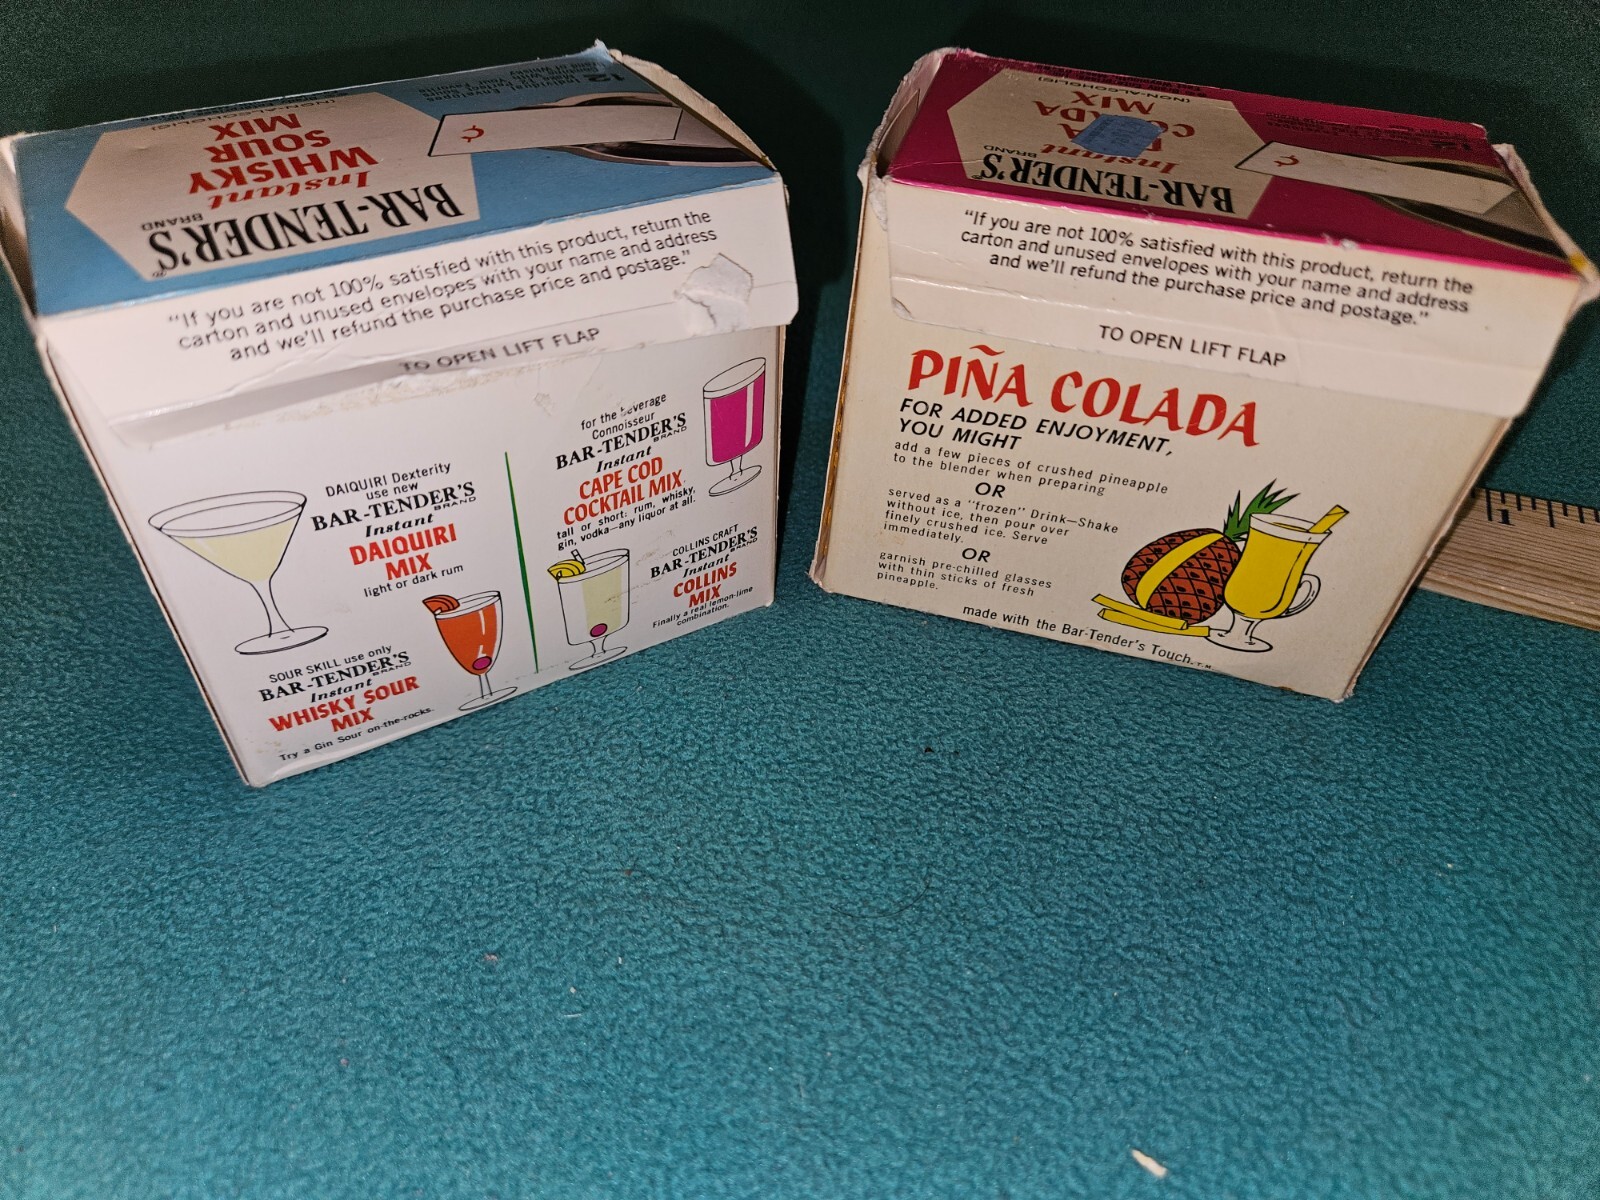 BAR-TENDER'S
BRAND
Instant
WHISKY
SOUR
MIX
(NON-ALCOHOLIC)
12 Individual Envelopes
¢
"If you are not 100% satisfied with this product, return the
carton and unused envelopes with your name and address
and we'll refund the purchase price and postage."
TO OPEN LIFT FLAP
DAIQUIRI Dexterity
use new
BAR-TENDER'S
BRAND
Instant
DAIQUIRI
MIX
light or dark rum
SOUR SKILL use only
BAR-TENDER'S
BRAND
Instant
WHISKY SOUR
MIX
Try a Gin Sour on-the-rocks.
for the beverage
Connoisseur
BAR-TENDER'S
BRAND
Instant
CAPE COD
COCKTAIL MIX
tall or short: rum, whisky,
gin, vodka—any liquor at all.
COLLINS CRAFT
BAR-TENDER'S
BRAND
Instant
COLLINS
MIX
Finally a real lemon-lime
combination.
BAR-TENDER'S
BRAND
Instant
MIX
(NON-ALCOHOLIC)
12
¢
"If you are not 100% satisfied with this product, return the
carton and unused envelopes with your name and address
and we'll refund the purchase price and postage."
TO OPEN LIFT FLAP
PIÑA COLADA
FOR ADDED ENJOYMENT,
YOU MIGHT
add a few pieces of crushed pineapple
to the blender when preparing
OR
served as a "frozen" Drink—Shake
without ice, then pour over
finely crushed ice. Serve
immediately.
OR
garnish pre-chilled glasses
with thin sticks of fresh
pineapple.
made with the Bar-Tender's Touch. T.M.